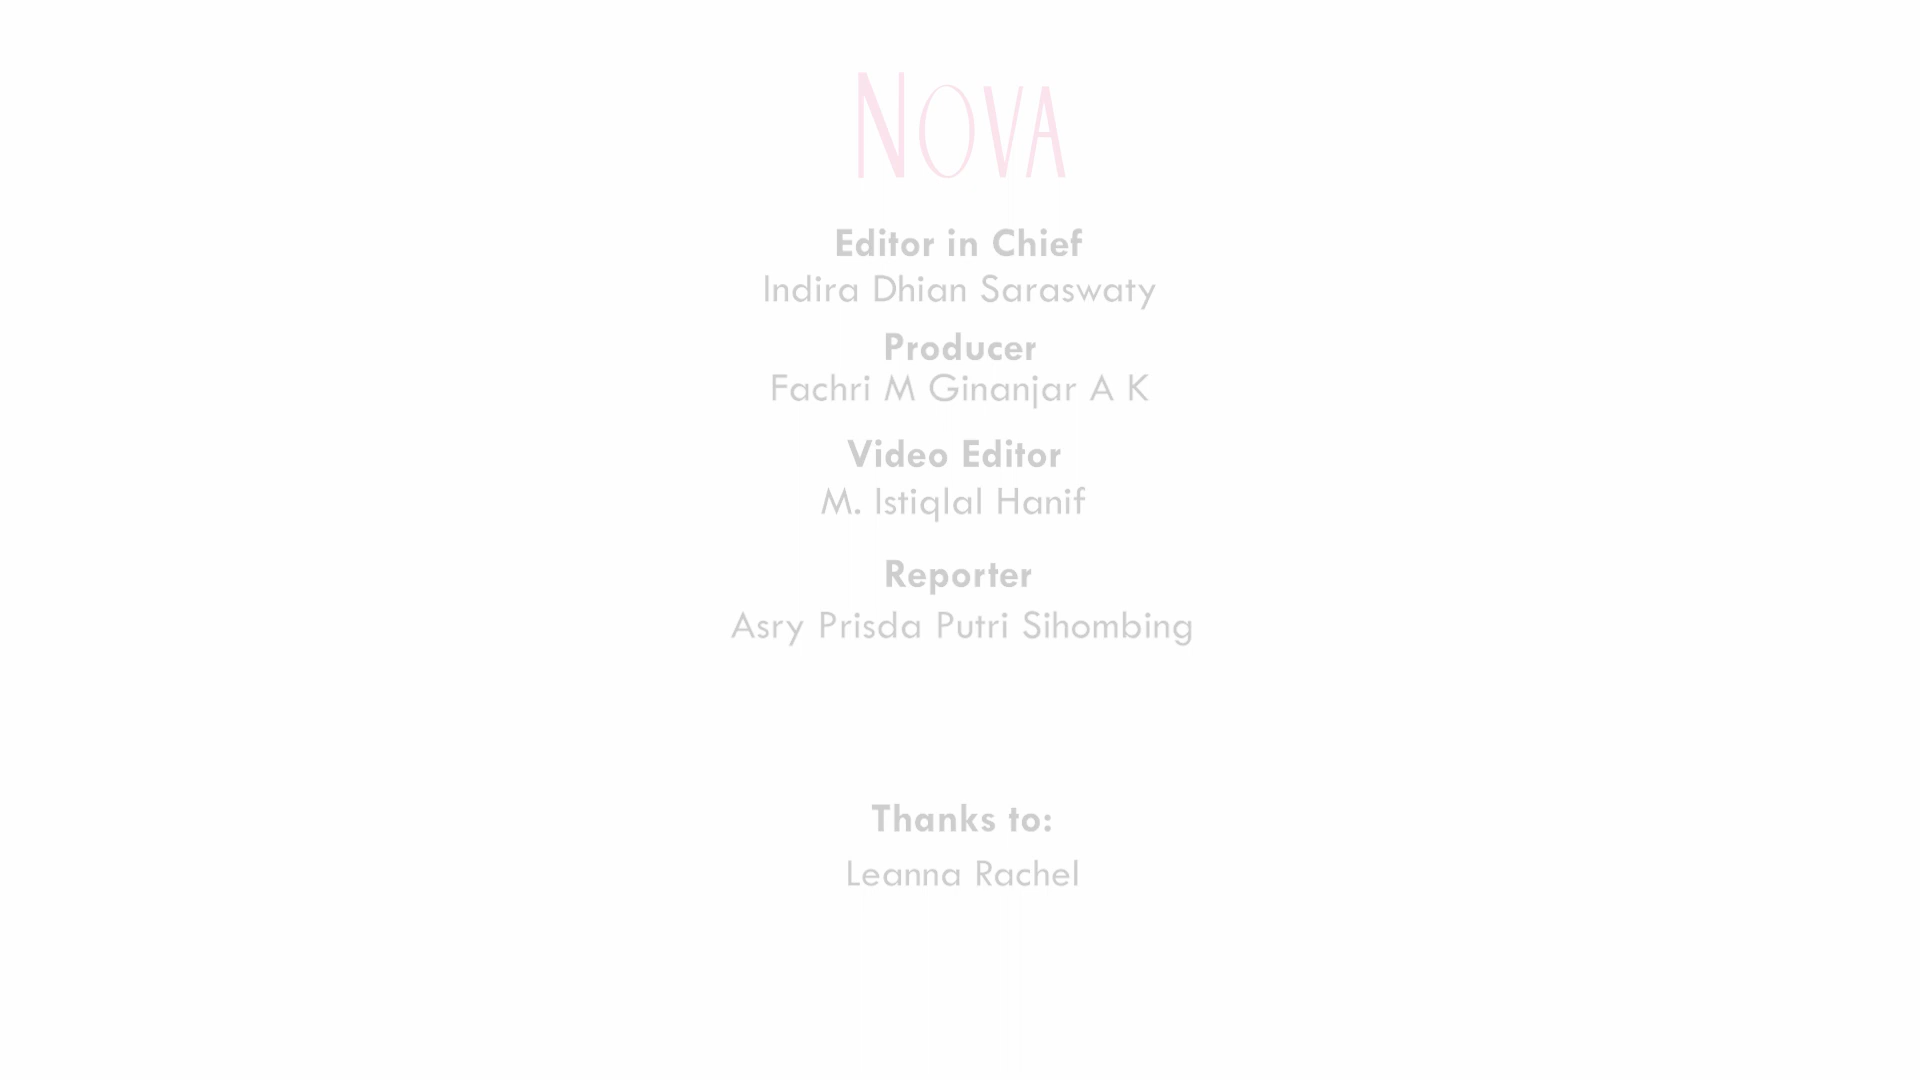 NOVA
Editor in Chief
Indira Dhian Saraswaty
Producer
Fachri M Ginanjar A K
Video Editor
M. Istiqlal Hanif
Reporter
Asry Prisda Putri Sihombing
Thanks to:
Leanna Rachel